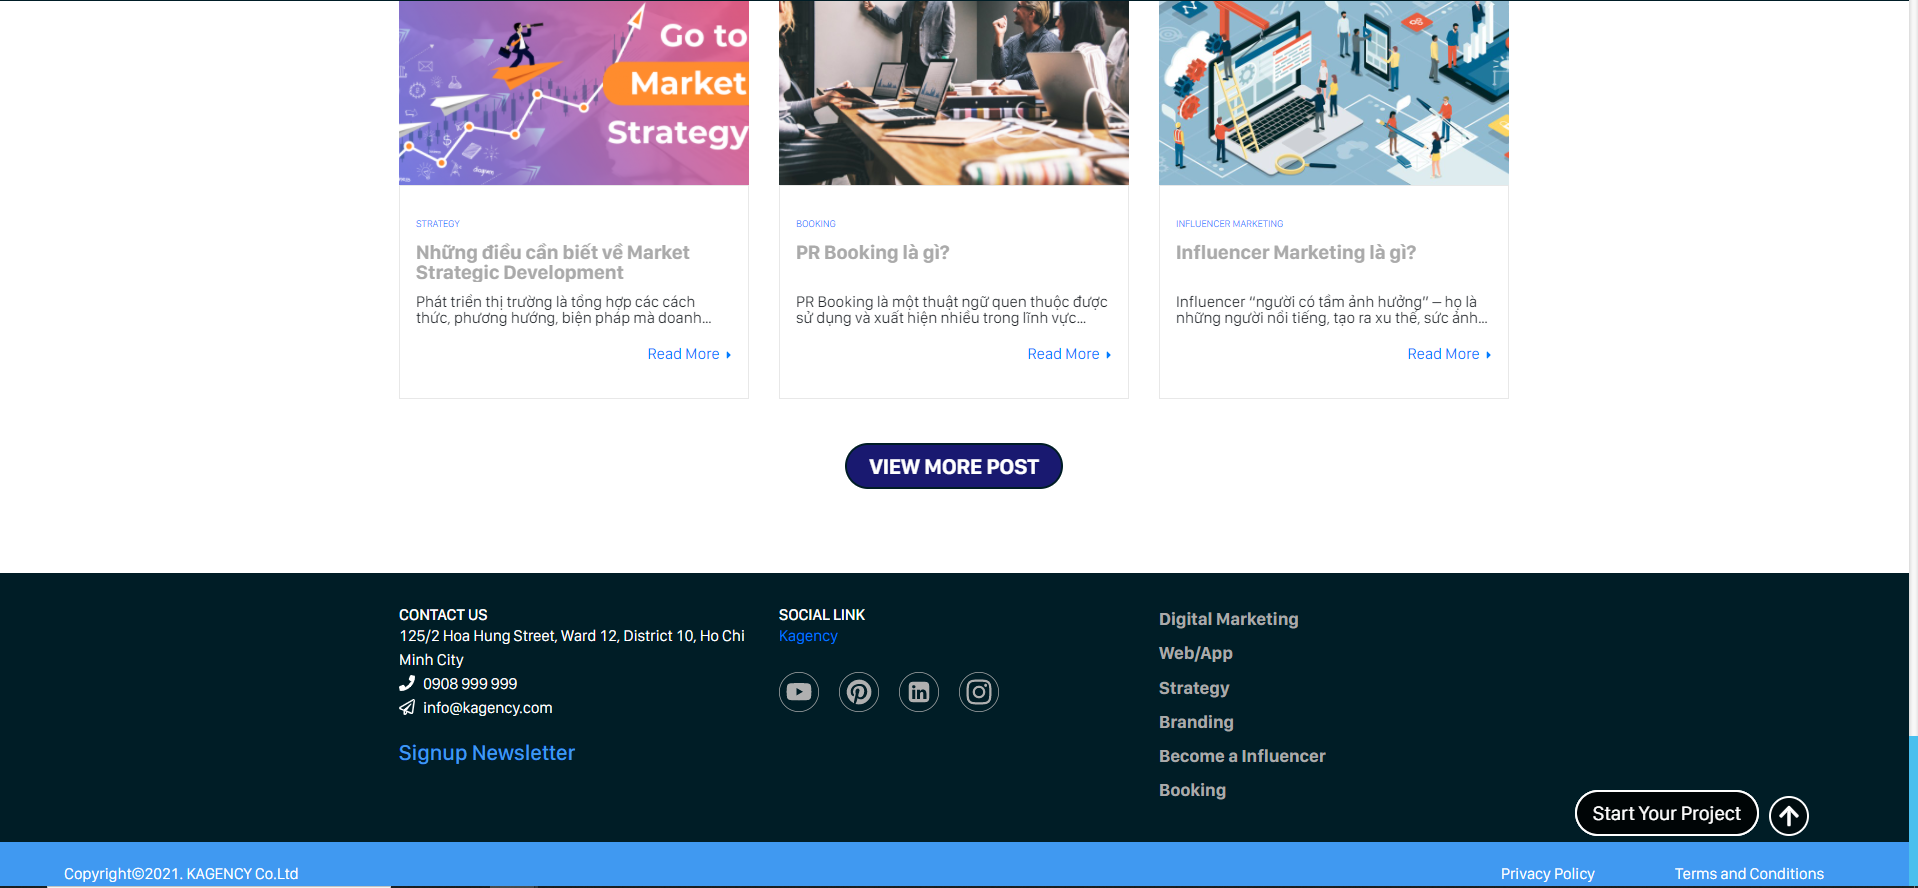 Go to
Market
Strategy
STRATEGY
Những điều cần biết về Market
Strategic Development
Phát triển thị trường là tổng hợp các cách
thức, phương hướng, biện pháp mà doanh...
Read More
BOOKING
PR Booking là gì?
PR Booking là một thuật ngữ quen thuộc được
sử dụng và xuất hiện nhiều trong lĩnh vực...
Read More
INFLUENCER MARKETING
Influencer Marketing là gì?
Influencer “người có tầm ảnh hưởng” – họ là
những người nổi tiếng, tạo ra xu thế, sức ảnh...
Read More
VIEW MORE POST
CONTACT US
125/2 Hoa Hung Street, Ward 12, District 10, Ho Chi
Minh City
0908 999 999
info@kagency.com
Signup Newsletter
SOCIAL LINK
Kagency
Digital Marketing
Web/App
Strategy
Branding
Become a Influencer
Booking
Start Your Project
Copyright©2021. KAGENCY Co.Ltd
Privacy Policy
Terms and Conditions